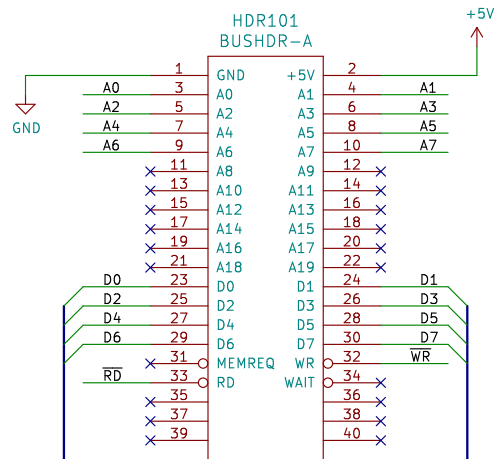 HDR101
BUSHDR-A
+5V
GND
1 GND +5V 2
A0 3 A0 A1 4 A1
A2 5 A2 A3 6 A3
A4 7 A4 A5 8 A5
A6 9 A6 A7 10 A7
11 A8 A9 12
13 A10 A11 14
15 A12 A13 16
17 A14 A15 18
19 A16 A17 20
21 A18 A19 22
D0 23 D0 D1 24 D1
D2 25 D2 D3 26 D3
D4 27 D4 D5 28 D5
D6 29 D6 D7 30 D7
31 MEMREQ WR 32 W̅R̅
R̅D̅ 33 RD WAIT 34
35 36
37 38
39 40